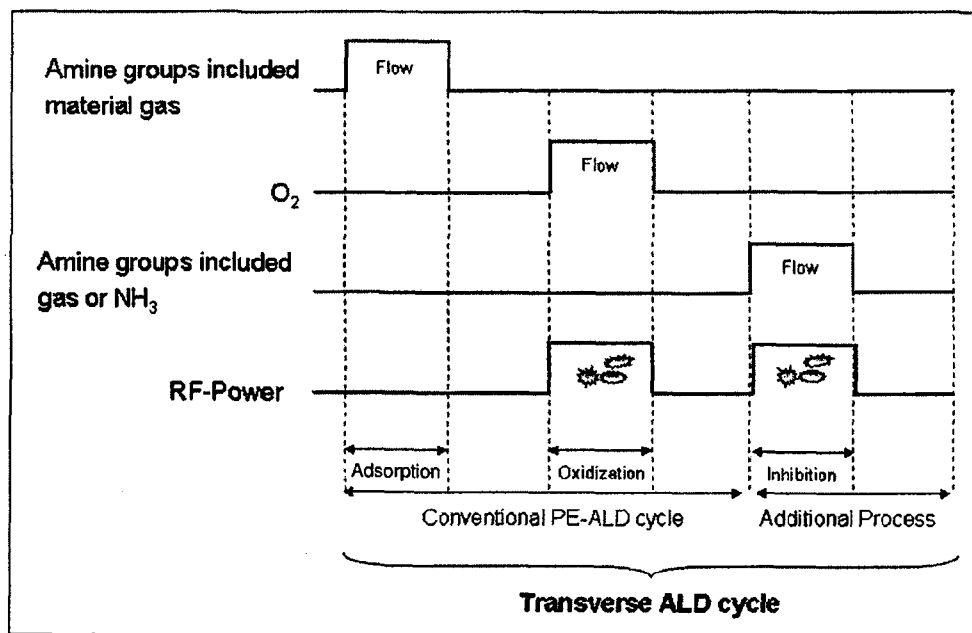 Amine groups included
material gas
Flow
O₂
Flow
Amine groups included
gas or NH₃
Flow
RF-Power
Adsorption
Oxidization
Inhibition
Conventional PE-ALD cycle
Additional Process
Transverse ALD cycle